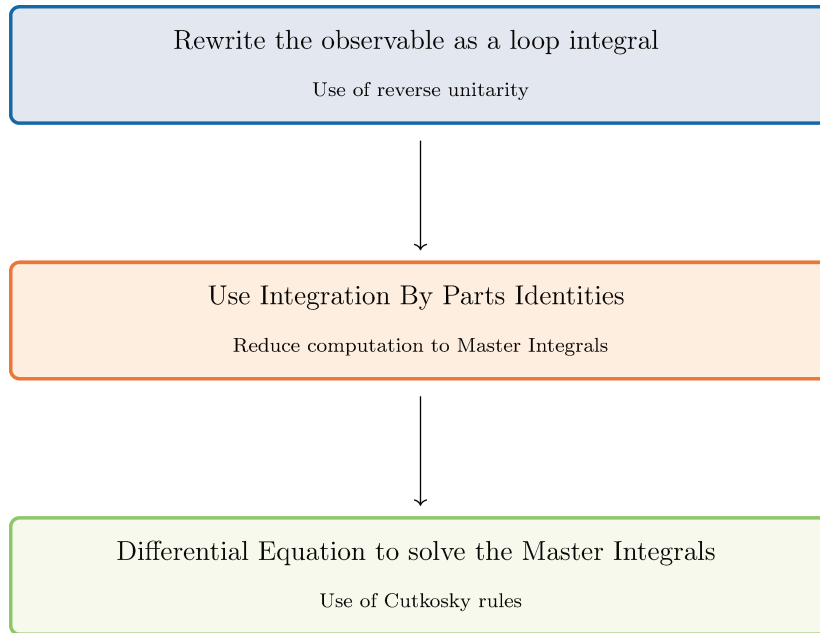 Rewrite the observable as a loop integral
Use of reverse unitarity
Use Integration By Parts Identities
Reduce computation to Master Integrals
Differential Equation to solve the Master Integrals
Use of Cutkosky rules